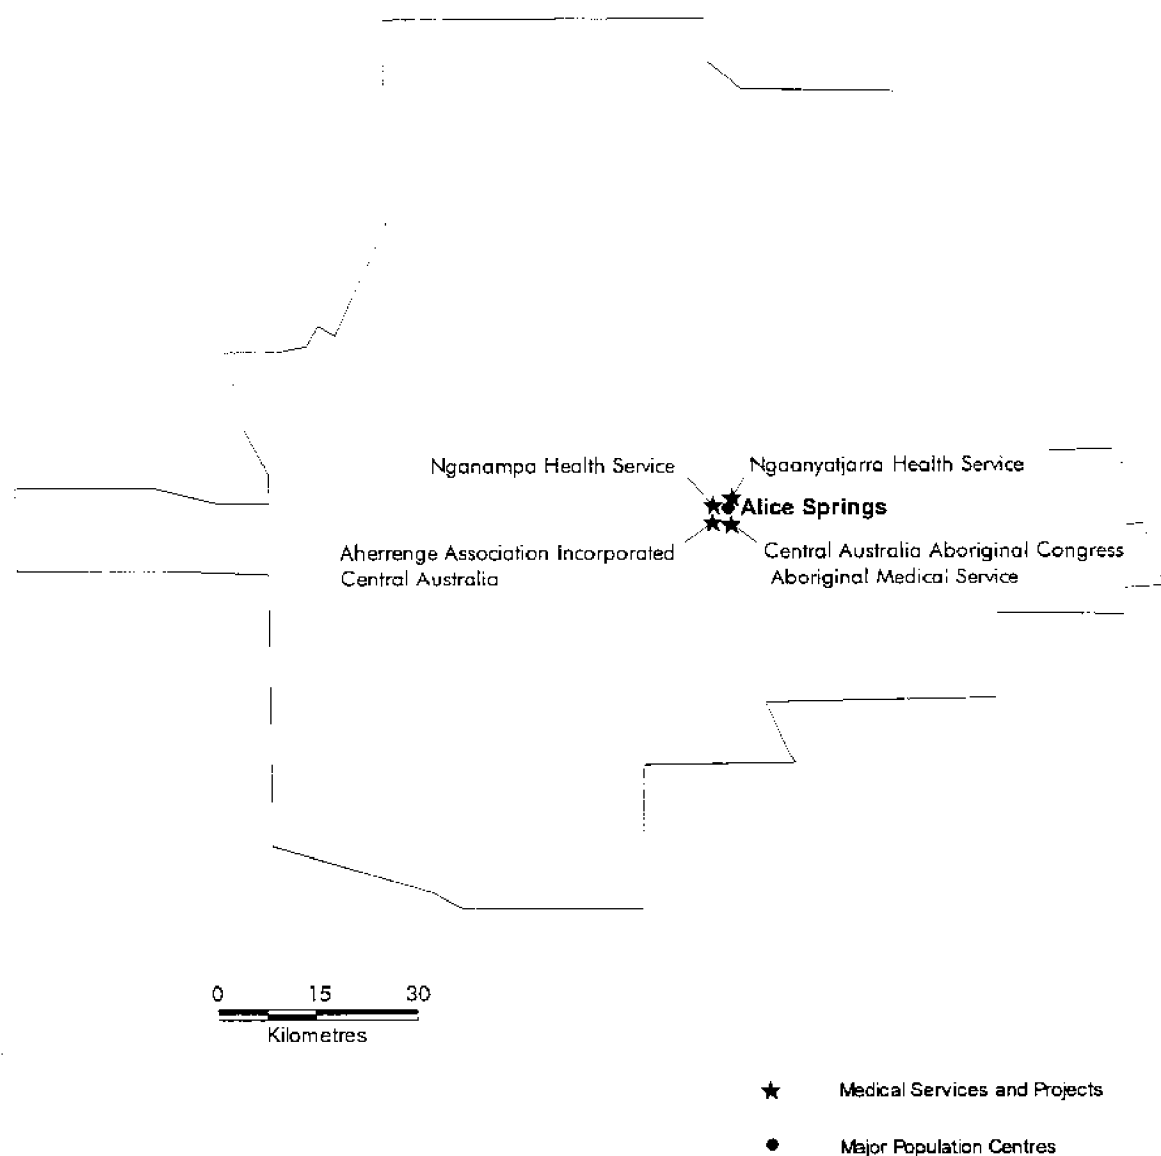 Nganampa Health Service
Ngaanyatjarra Health Service
Alice Springs
Aherrenge Association Incorporated
Central Australia
Central Australia Aboriginal Congress
Aboriginal Medical Service
0 15 30
Kilometres
Medical Services and Projects
Major Population Centres